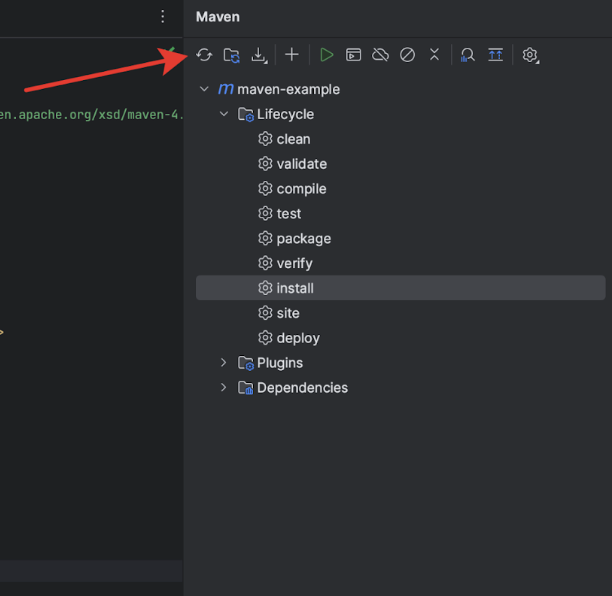 Maven
m maven-example
en.apache.org/xsd/maven-4.
Lifecycle
clean
validate
compile
test
package
verify
install
site
>
deploy
Plugins
Dependencies